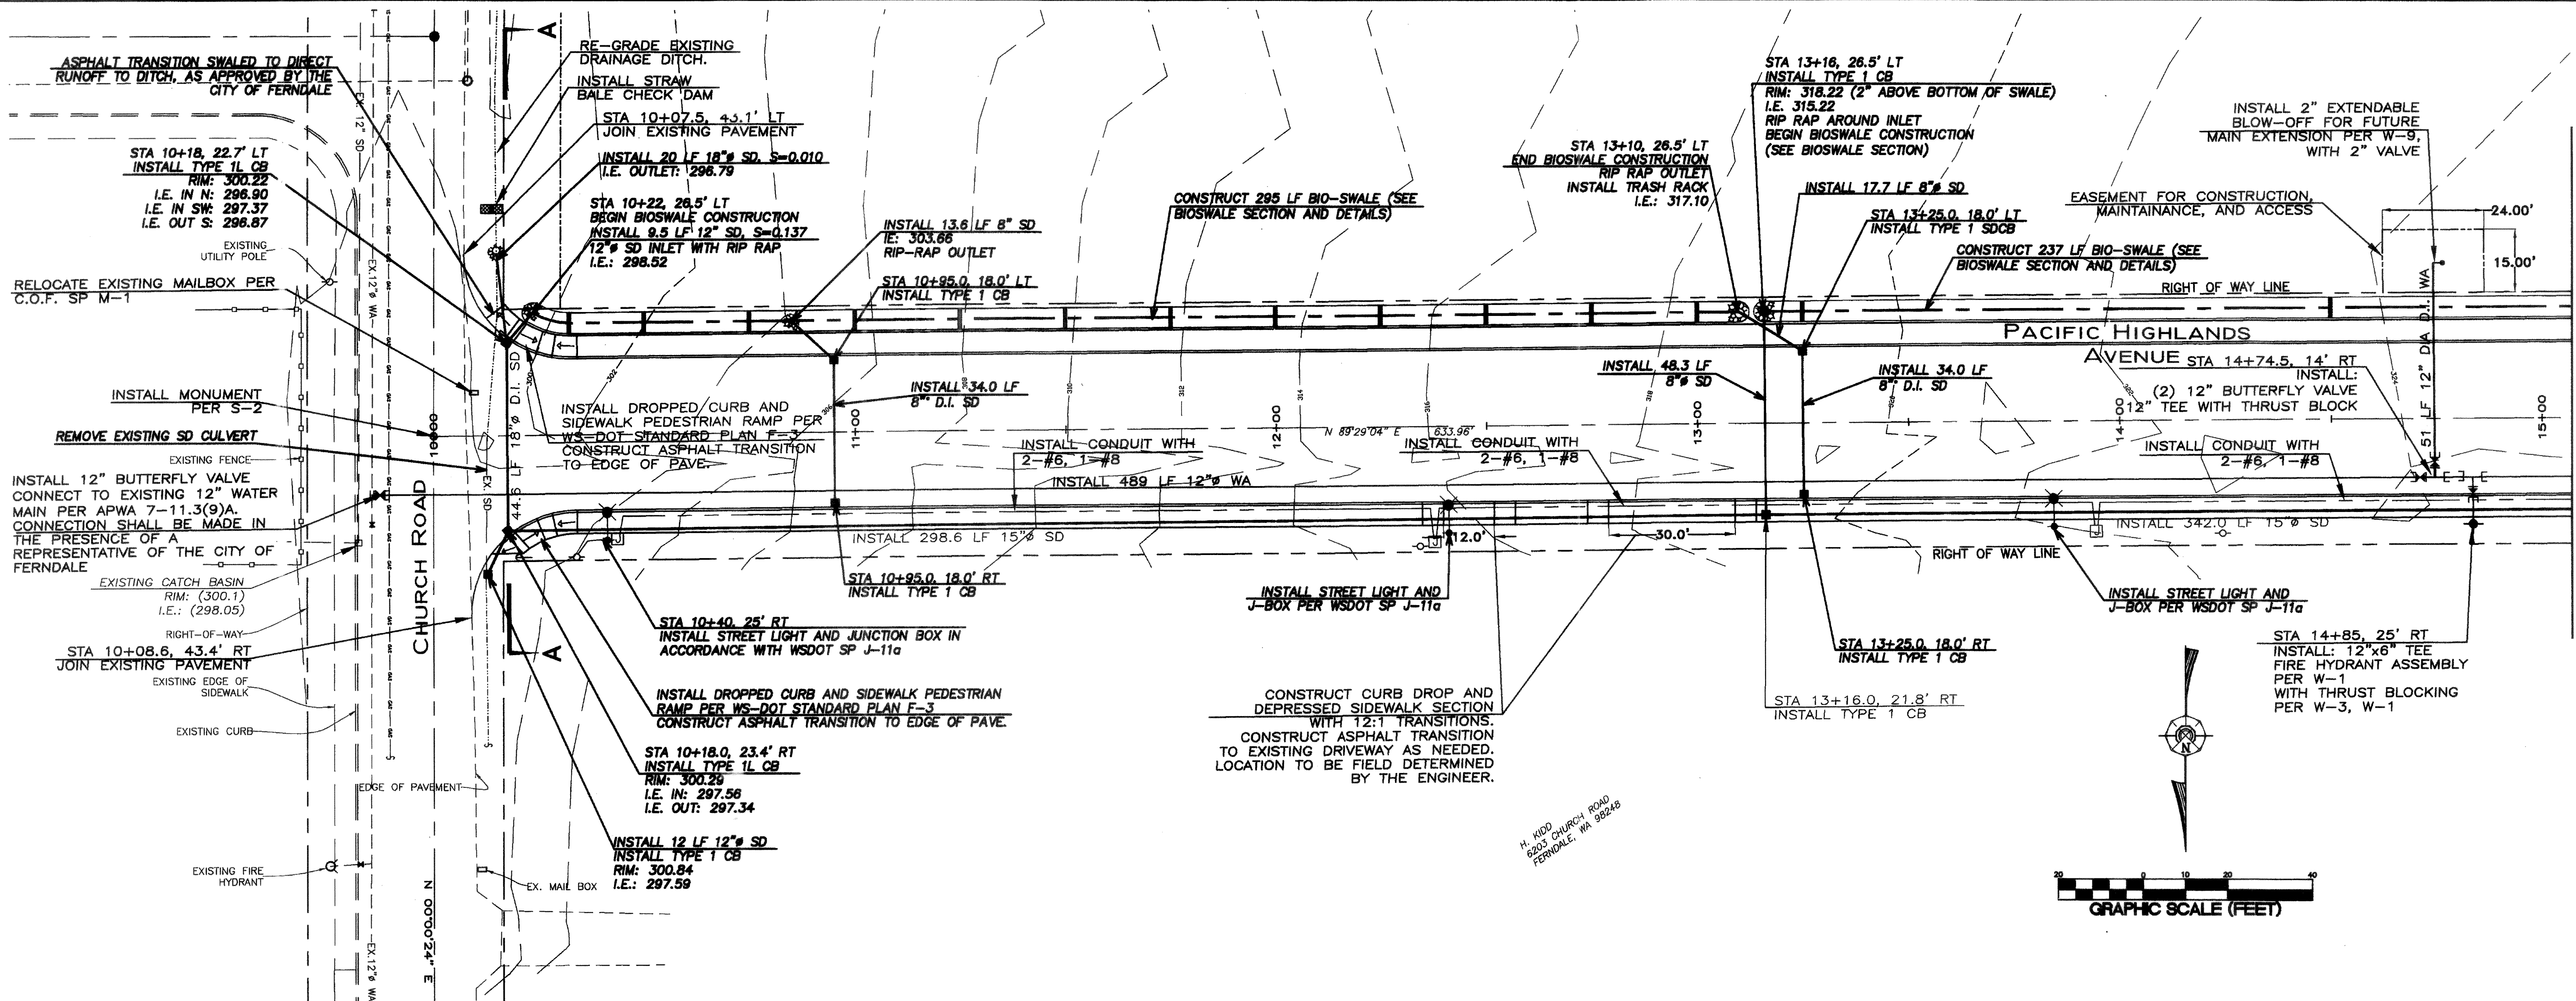 ASPHALT TRANSITION SWALED TO DIRECT
RUNOFF TO DITCH, AS APPROVED BY THE
CITY OF FERNDALE
STA 10+18, 22.7' LT
INSTALL TYPE 1L CB
RIM: 300.22
I.E. IN N: 296.90
I.E. IN SW: 297.37
I.E. OUT S: 296.87
EXISTING
UTILITY POLE
RELOCATE EXISTING MAILBOX PER
C.O.F. SP M-1
INSTALL MONUMENT
PER S-2
REMOVE EXISTING SD CULVERT
EXISTING FENCE
INSTALL 12" BUTTERFLY VALVE
CONNECT TO EXISTING 12" WATER
MAIN PER APWA 7-11.3(9)A.
CONNECTION SHALL BE MADE IN
THE PRESENCE OF A
REPRESENTATIVE OF THE CITY OF
FERNDALE
EXISTING CATCH BASIN
RIM: (300.1)
I.E.: (298.05)
RIGHT-OF-WAY
STA 10+08.6, 43.4' RT
JOIN EXISTING PAVEMENT
EXISTING EDGE OF
SIDEWALK
EXISTING CURB
EXISTING FIRE
HYDRANT
EDGE OF PAVEMENT
EX. MAIL BOX
EX. 12" SD
EX.12"ø WA
EX.12"ø WA
CHURCH ROAD
10+00
N 00°00'24" E
EX. SD
44.6 LF 18"ø D.I. SD
A
A
RE-GRADE EXISTING
DRAINAGE DITCH.
INSTALL STRAW
BALE CHECK DAM
STA 10+07.5, 43.1' LT
JOIN EXISTING PAVEMENT
INSTALL 20 LF 18"ø SD, S=0.010
I.E. OUTLET: 296.79
STA 10+22, 26.5' LT
BEGIN BIOSWALE CONSTRUCTION
INSTALL 9.5 LF 12" SD, S=0.137
12"ø SD INLET WITH RIP RAP
I.E.: 298.52
INSTALL 13.6 LF 8" SD
IE: 303.66
RIP-RAP OUTLET
STA 10+95.0, 18.0' LT
INSTALL TYPE 1 CB
CONSTRUCT 295 LF BIO-SWALE (SEE
BIOSWALE SECTION AND DETAILS)
STA 13+10, 26.5' LT
END BIOSWALE CONSTRUCTION
RIP RAP OUTLET
INSTALL TRASH RACK
I.E.: 317.10
STA 13+16, 26.5' LT
INSTALL TYPE 1 CB
RIM: 318.22 (2" ABOVE BOTTOM OF SWALE)
I.E. 315.22
RIP RAP AROUND INLET
BEGIN BIOSWALE CONSTRUCTION
(SEE BIOSWALE SECTION)
INSTALL 17.7 LF 8"ø SD
STA 13+25.0, 18.0' LT
INSTALL TYPE 1 SDCB
CONSTRUCT 237 LF BIO-SWALE (SEE
BIOSWALE SECTION AND DETAILS)
INSTALL 2" EXTENDABLE
BLOW-OFF FOR FUTURE
MAIN EXTENSION PER W-9,
WITH 2" VALVE
EASEMENT FOR CONSTRUCTION,
MAINTAINANCE, AND ACCESS
24.00'
15.00'
RIGHT OF WAY LINE
PACIFIC HIGHLANDS
AVENUE
STA 14+74.5, 14' RT
INSTALL:
(2) 12" BUTTERFLY VALVE
12" TEE WITH THRUST BLOCK
51 LF 12" DIA D.I. WA
300
302
306
308
310
312
314
316
318
324
INSTALL DROPPED CURB AND
SIDEWALK PEDESTRIAN RAMP PER
WS-DOT STANDARD PLAN F-3
CONSTRUCT ASPHALT TRANSITION
TO EDGE OF PAVE.
INSTALL 34.0 LF
8"ø D.I. SD
11+00
12+00
13+00
14+00
15+00
N 89°29'04" E
633.96'
INSTALL 48.3 LF
8"ø SD
INSTALL 34.0 LF
8"ø D.I. SD
INSTALL CONDUIT WITH
2-#6, 1-#8
INSTALL CONDUIT WITH
2-#6, 1-#8
INSTALL CONDUIT WITH
2-#6, 1-#8
INSTALL 489 LF 12"ø WA
INSTALL 298.6 LF 15"ø SD
INSTALL 342.0 LF 15"ø SD
12.0'
30.0'
RIGHT OF WAY LINE
STA 10+95.0, 18.0' RT
INSTALL TYPE 1 CB
STA 10+40, 25' RT
INSTALL STREET LIGHT AND JUNCTION BOX IN
ACCORDANCE WITH WSDOT SP J-11a
INSTALL DROPPED CURB AND SIDEWALK PEDESTRIAN
RAMP PER WS-DOT STANDARD PLAN F-3
CONSTRUCT ASPHALT TRANSITION TO EDGE OF PAVE.
STA 10+18.0, 23.4' RT
INSTALL TYPE 1L CB
RIM: 300.29
I.E. IN: 297.56
I.E. OUT: 297.34
INSTALL 12 LF 12"ø SD
INSTALL TYPE 1 CB
RIM: 300.84
I.E.: 297.59
INSTALL STREET LIGHT AND
J-BOX PER WSDOT SP J-11a
CONSTRUCT CURB DROP AND
DEPRESSED SIDEWALK SECTION
WITH 12:1 TRANSITIONS.
CONSTRUCT ASPHALT TRANSITION
TO EXISTING DRIVEWAY AS NEEDED.
LOCATION TO BE FIELD DETERMINED
BY THE ENGINEER.
STA 13+25.0, 18.0' RT
INSTALL TYPE 1 CB
STA 13+16.0, 21.8' RT
INSTALL TYPE 1 CB
INSTALL STREET LIGHT AND
J-BOX PER WSDOT SP J-11a
STA 14+85, 25' RT
INSTALL: 12"x6" TEE
FIRE HYDRANT ASSEMBLY
PER W-1
WITH THRUST BLOCKING
PER W-3, W-1
H. KIDD
6203 CHURCH ROAD
FERNDALE, WA 98248
N
20 0 10 20 40
GRAPHIC SCALE (FEET)